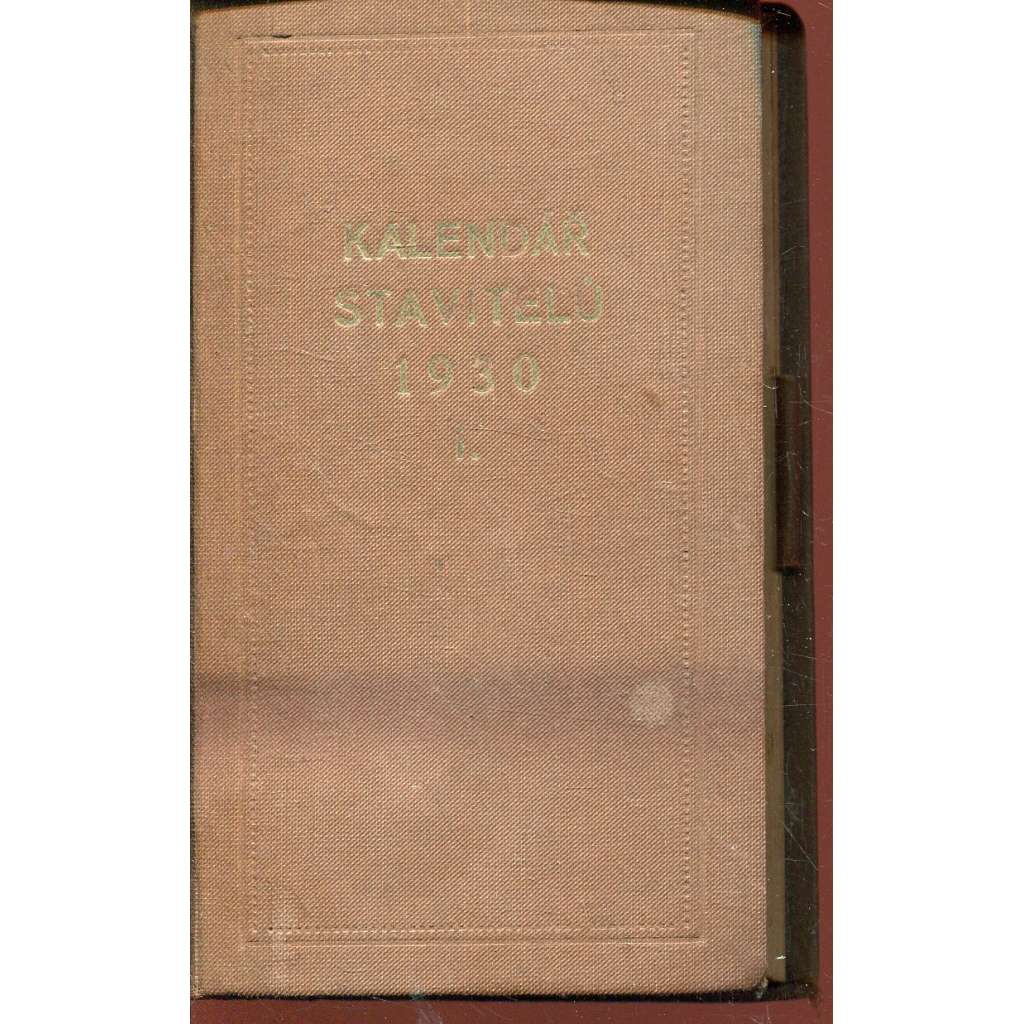 KALENDÁŘ
STAVITELŮ
1930
I.